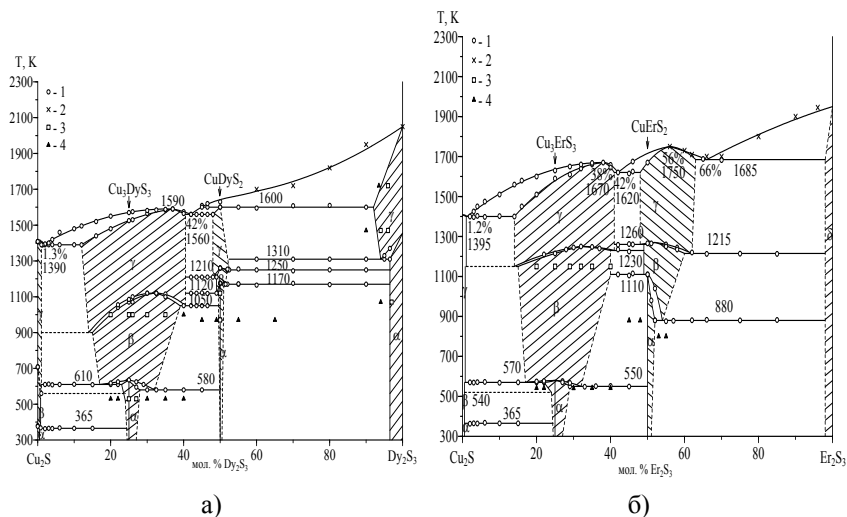 T, K
2300
2100
1900
1700
1500
1300
1100
900
700
500
300
○ - 1
× - 2
□ - 3
▲ - 4
Cu₃DyS₃
CuDyS₂
1590
1600
42%
1560
1.3%
1390
γ
γ
γ
1310
1250
1210
1170
1120
1050
γ
β
α
α
610
580
365
β
α
Cu₂S
20
40
60
80
Dy₂S₃
мол. % Dy₂S₃
а)
T, K
2300
2100
1900
1700
1500
1300
1100
900
700
500
300
○ - 1
× - 2
□ - 3
▲ - 4
Cu₃ErS₃
CuErS₂
38%
1670
42%
1620
56%
1750
66%
1685
1.2%
1395
γ
γ
α
1260
1230
1215
1110
γ
β
β
880
α
570
550
β 540
365
α
α
Cu₂S
20
40
60
80
Er₂S₃
мол. % Er₂S₃
б)